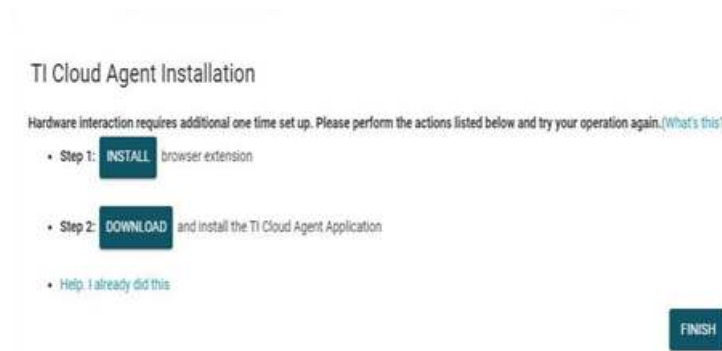 TI Cloud Agent Installation
Hardware interaction requires additional one time set up. Please perform the actions listed below and try your operation again.(What's this?
• Step 1: INSTALL browser extension
• Step 2: DOWNLOAD and install the TI Cloud Agent Application
• Help. I already did this
FINISH